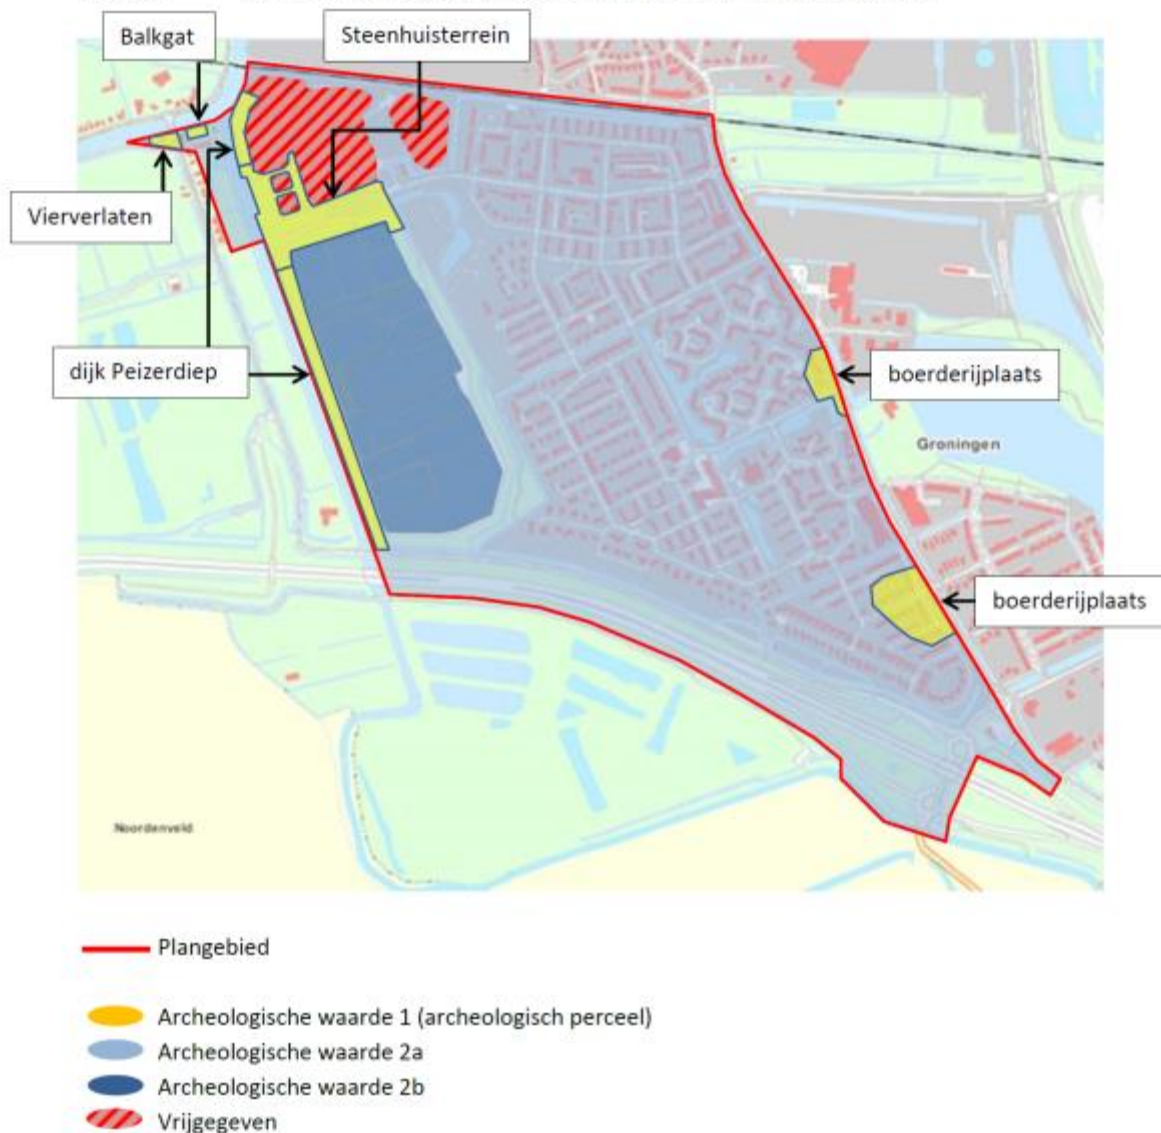 Balkgat
Steenhuisterrein
Vierverlaten
dijk Peizerdiep
boerderijplaats
Groningen
boerderijplaats
Noordenveld
Plangebied
Archeologische waarde 1 (archeologisch perceel)
Archeologische waarde 2a
Archeologische waarde 2b
Vrijgegeven